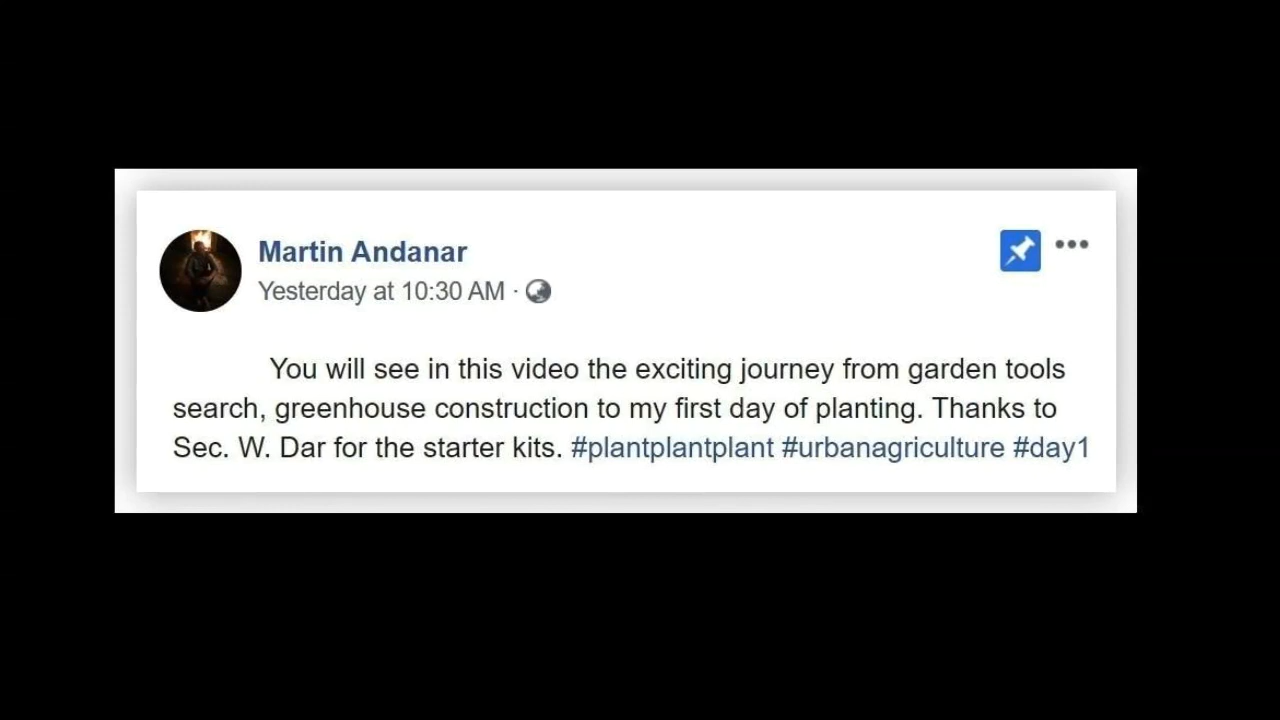 Martin Andanar
Yesterday at 10:30 AM ·
You will see in this video the exciting journey from garden tools
search, greenhouse construction to my first day of planting. Thanks to
Sec. W. Dar for the starter kits. #plantplantplant #urbanagriculture #day1